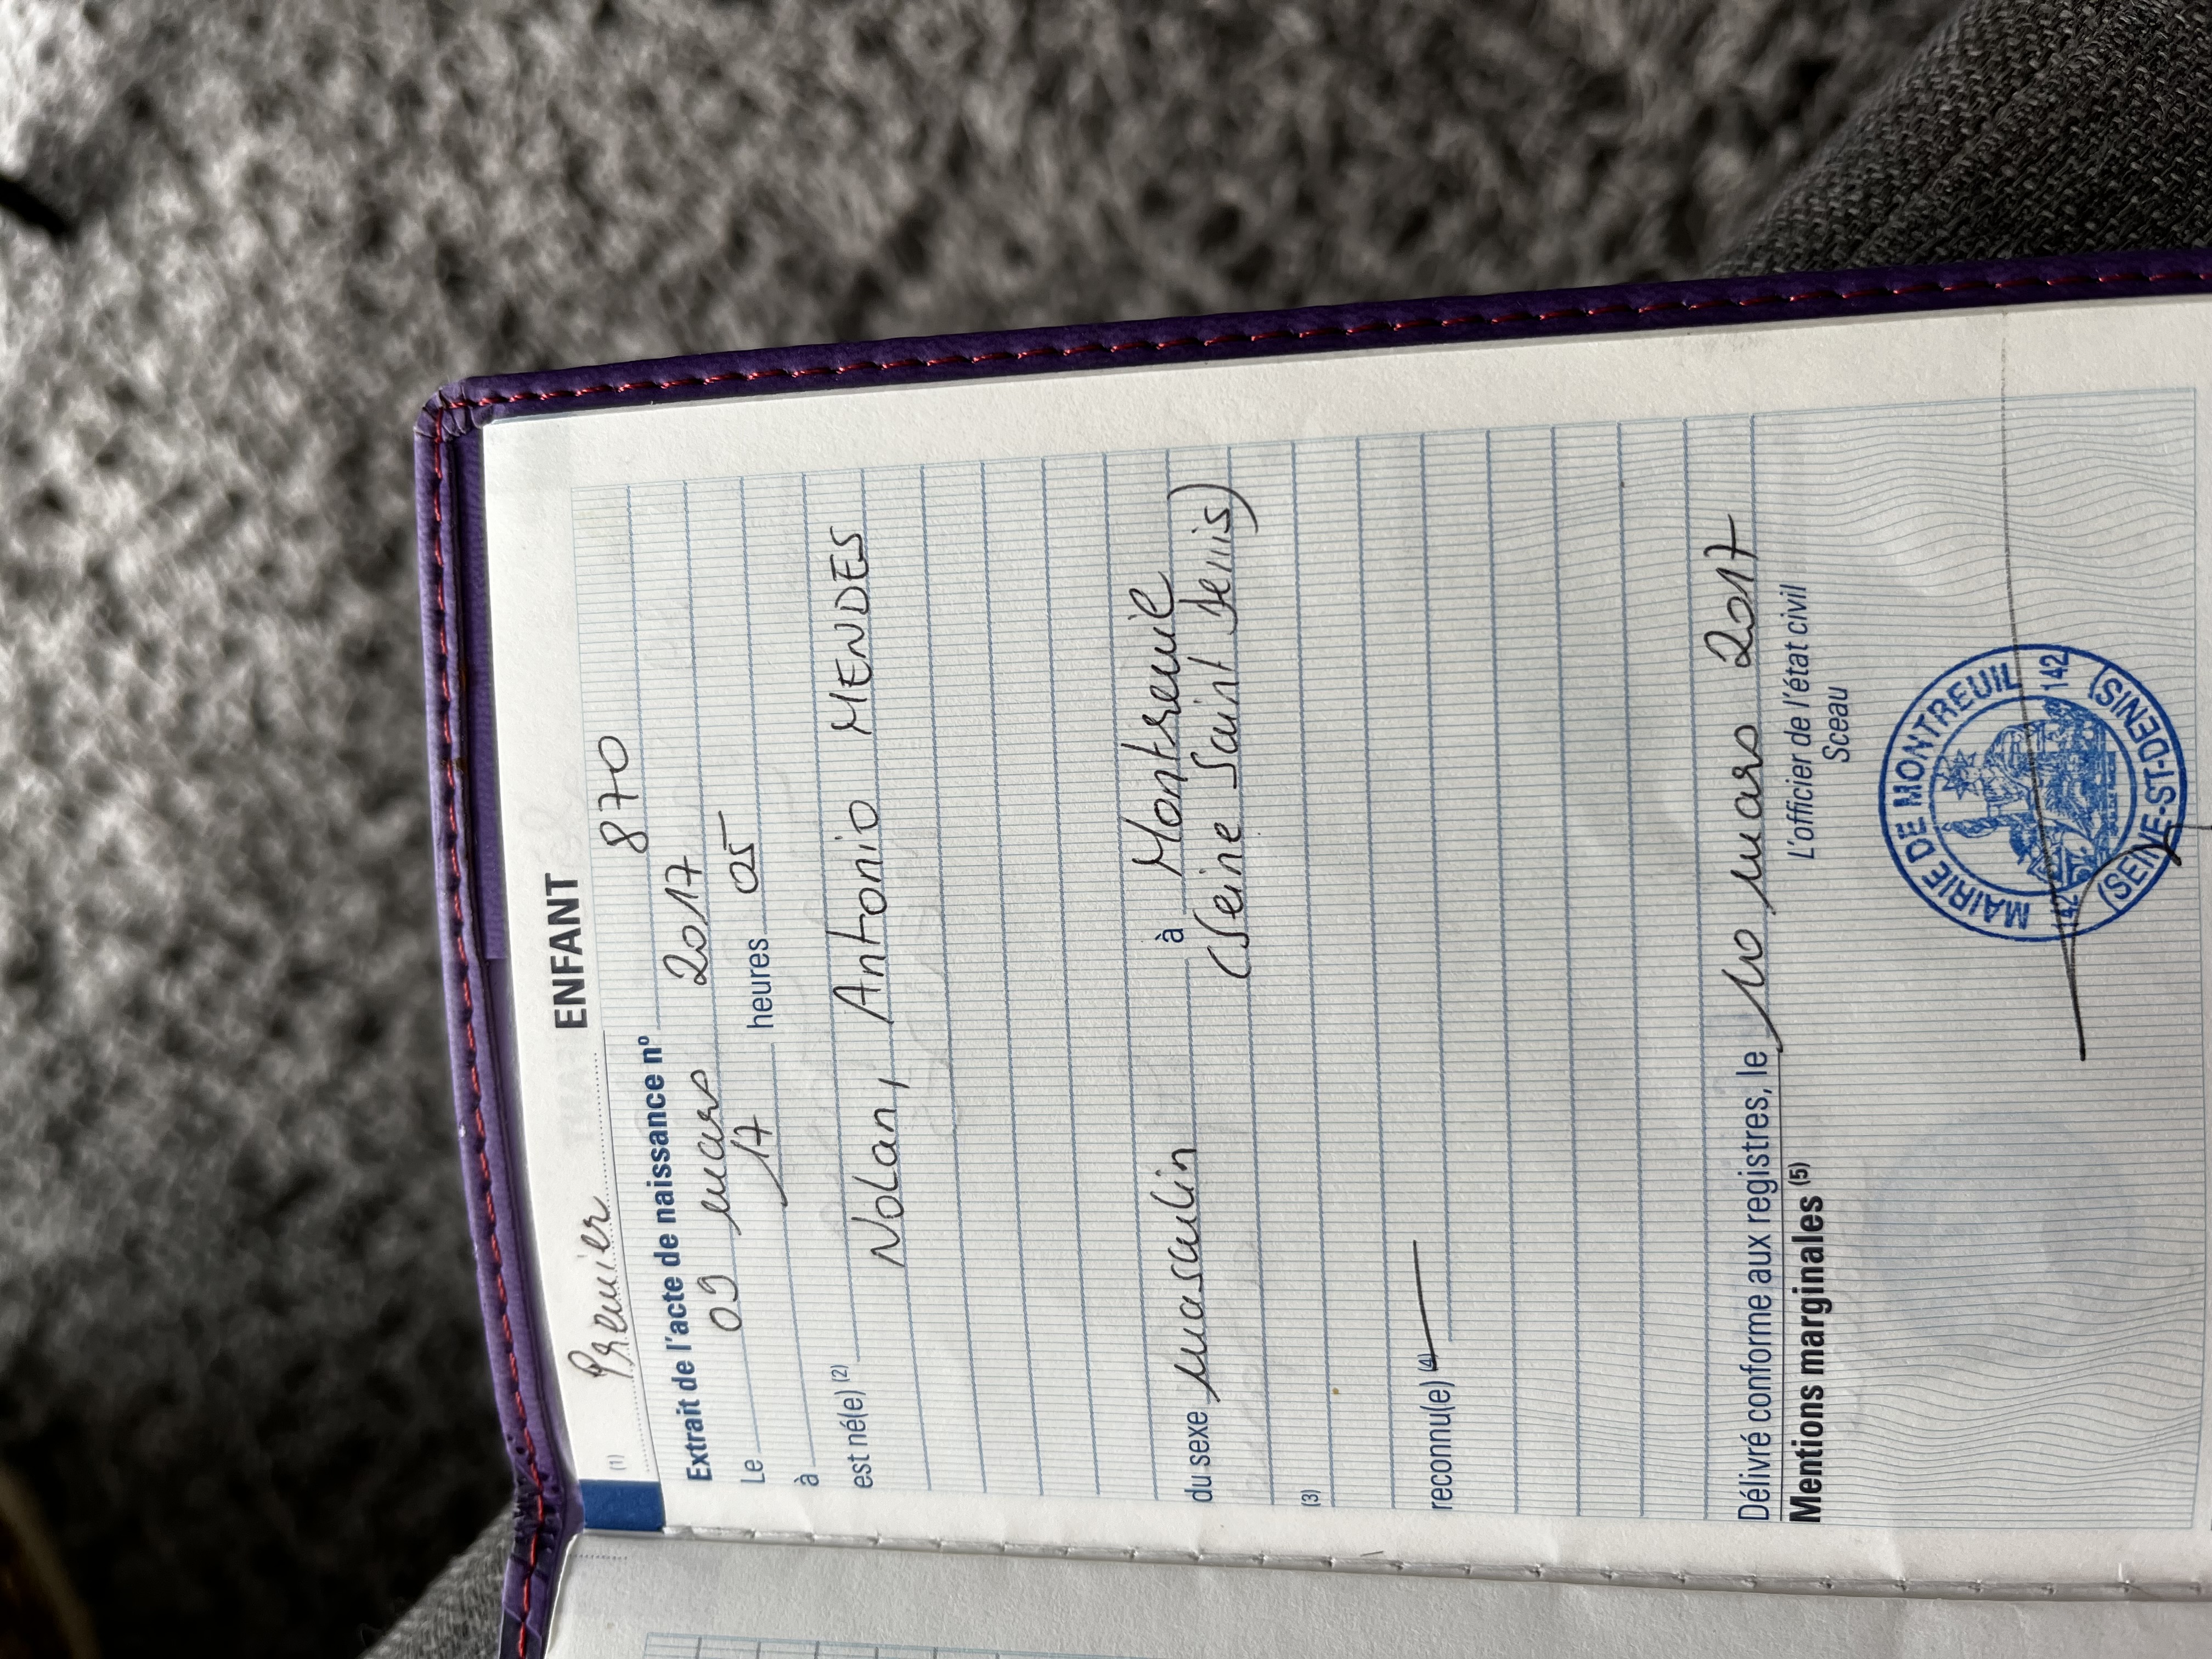 (1) Premier ENFANT
Extrait de l'acte de naissance nº 870
Le 09 mars 2017
à 17 heures 05
est né(e) (2)
Nolan, Antonio MENDES
du sexe masculin à Montreuil
(Seine Saint Denis)
(3)
reconnu(e) (4)
Délivré conforme aux registres, le 10 mars 2017
Mentions marginales (5)
L'officier de l'état civil
Sceau
MAIRIE DE MONTREUIL
142 142
(SEINE-ST-DENIS)